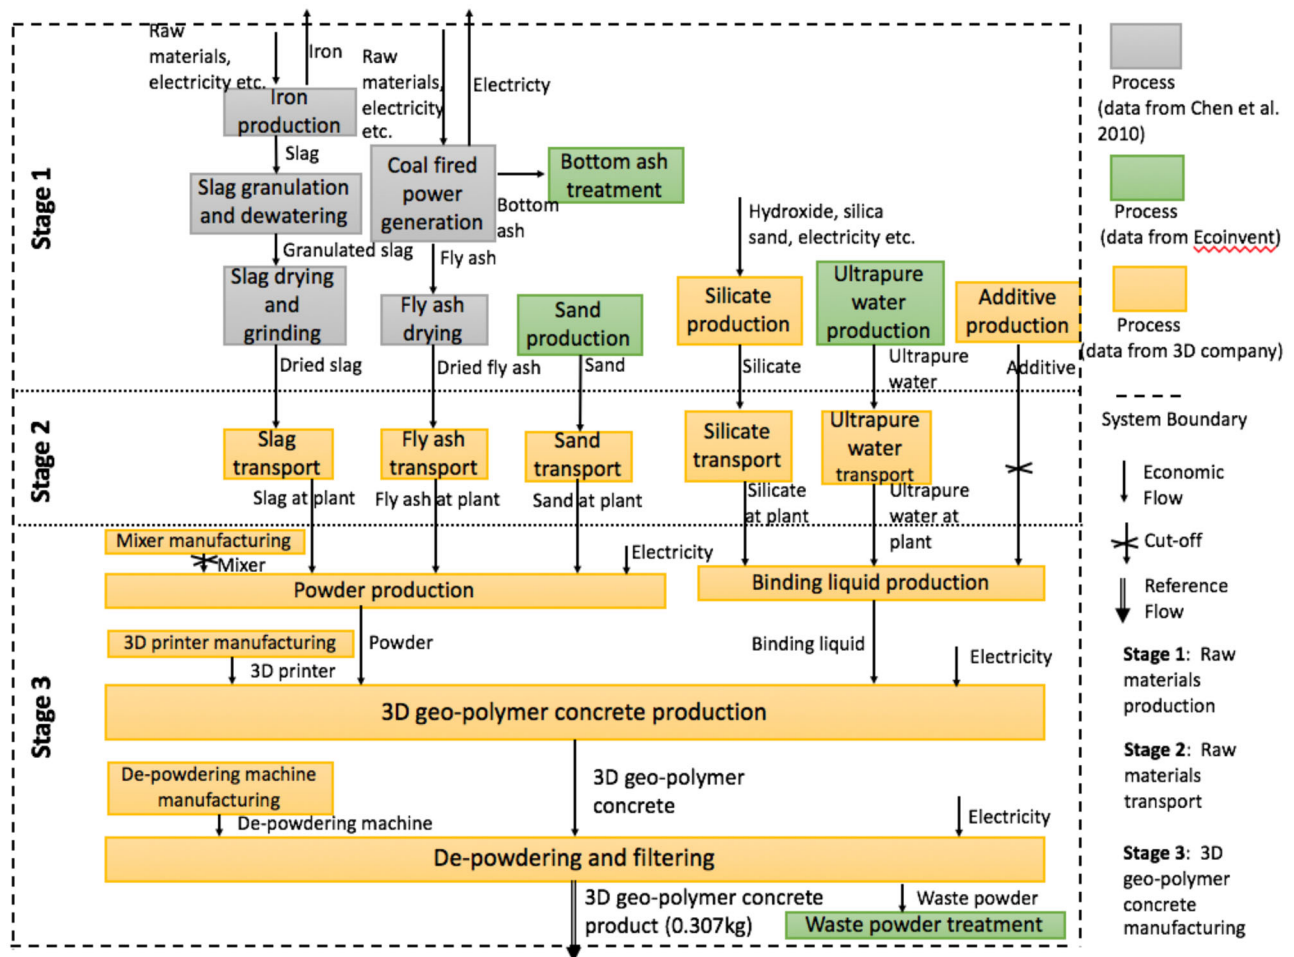 Raw
materials,
electricity etc.
Iron
Raw
materials,
electricity
etc.
Electricty
Iron
production
Slag
Slag granulation
and dewatering
Granulated slag
Slag drying
and
grinding
Dried slag
Coal fired
power
generation
Bottom
ash
Bottom ash
treatment
Fly ash
Fly ash
drying
Dried fly ash
Sand
production
Sand
Hydroxide, silica
sand, electricity etc.
Silicate
production
Silicate
Ultrapure
water
production
Ultrapure
water
Additive
production
Additive
Stage 1
Stage 2
Slag
transport
Slag at plant
Fly ash
transport
Fly ash at plant
Sand
transport
Sand at plant
Silicate
transport
Silicate
at plant
Ultrapure
water
transport
Ultrapure
water at
plant
Stage 3
Mixer manufacturing
Mixer
Electricity
Powder production
Binding liquid production
3D printer manufacturing
3D printer
Powder
Binding liquid
Electricity
3D geo-polymer concrete production
De-powdering machine
manufacturing
De-powdering machine
3D geo-polymer
concrete
Electricity
De-powdering and filtering
3D geo-polymer concrete
product (0.307kg)
Waste powder
Waste powder treatment
Process
(data from Chen et al.
2010)
Process
(data from Ecoinvent)
Process
(data from 3D company)
System Boundary
Economic
Flow
Cut-off
Reference
Flow
Stage 1: Raw
materials
production
Stage 2: Raw
materials
transport
Stage 3: 3D
geo-polymer
concrete
manufacturing